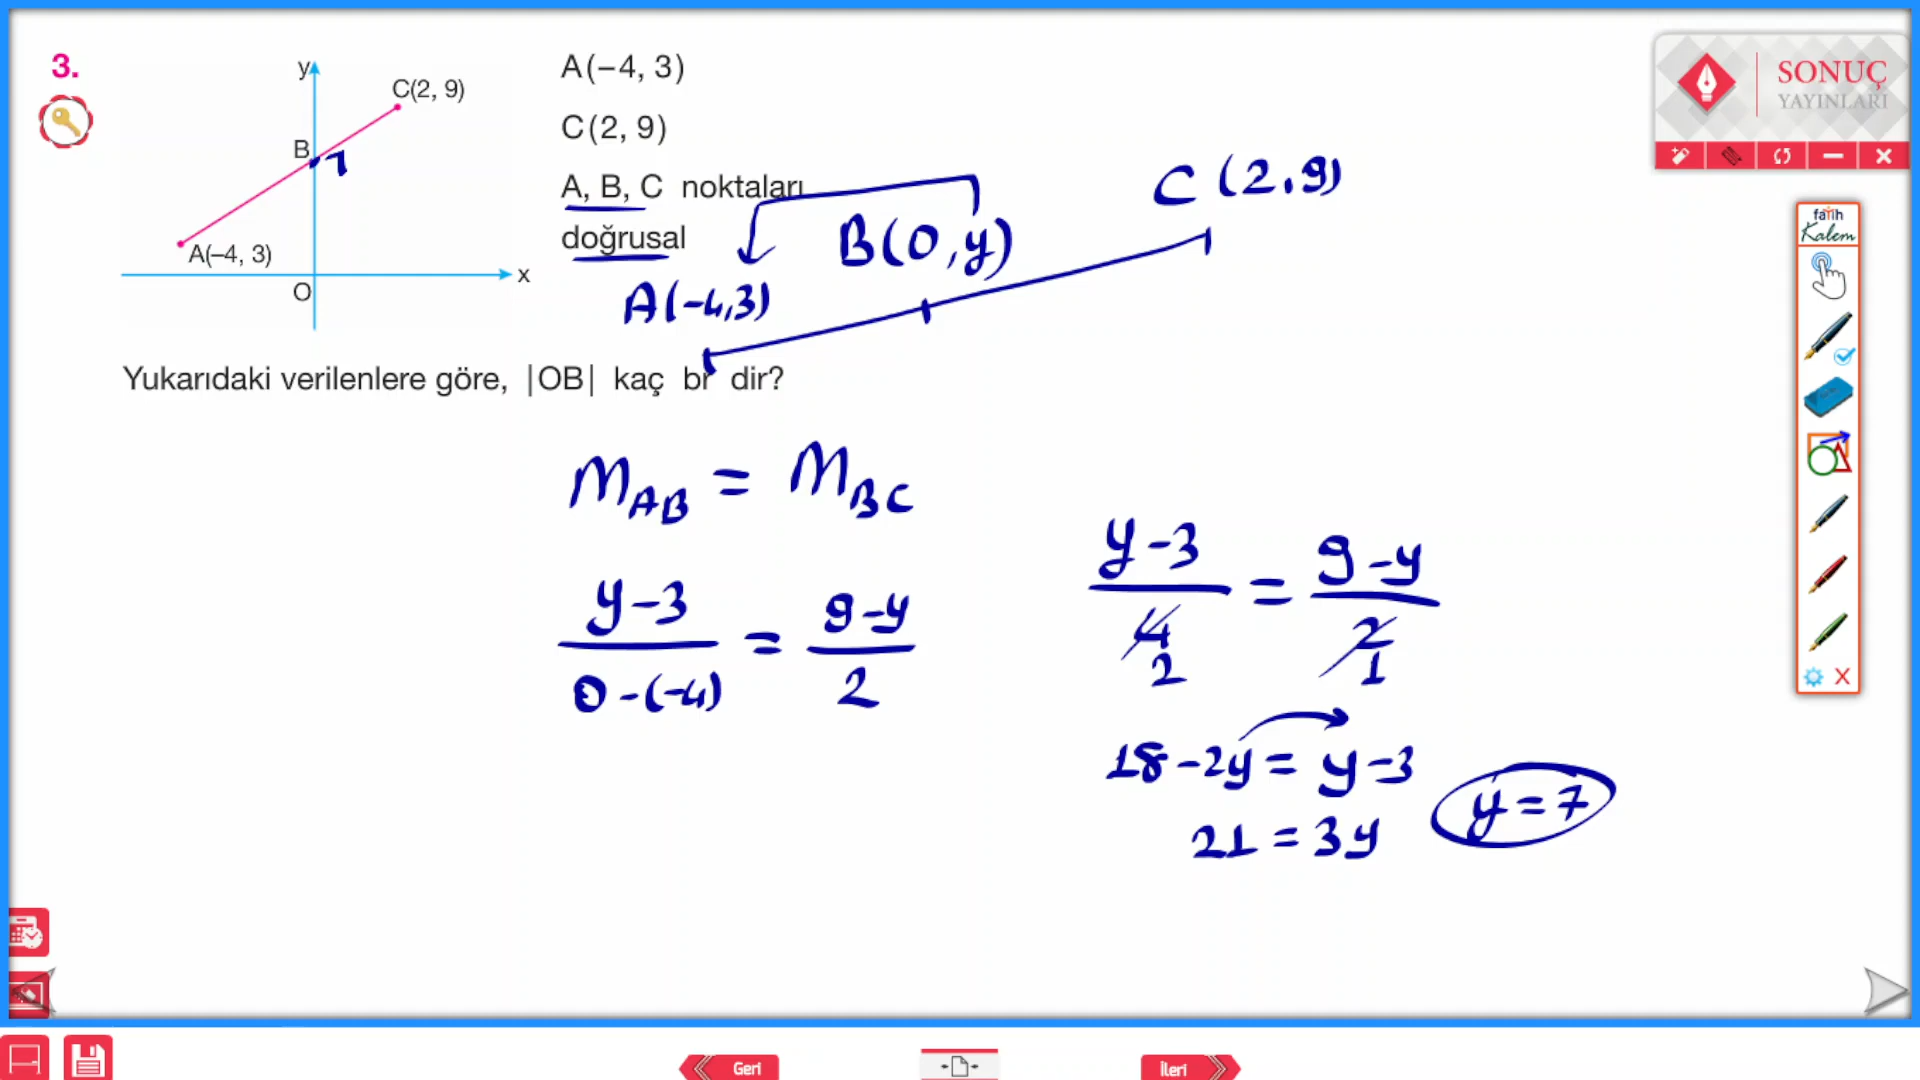 3.
y
C(2, 9)
B
7
A(–4, 3)
x
O
A(–4, 3)
C(2, 9)
A, B, C noktaları
doğrusal
A(-4,3)
B(0,y)
C (2,9)
Yukarıdaki verilenlere göre, |OB| kaç br dir?
m_AB = m_BC
y-3 / 0-(-4) = 9-y / 2
y-3 / 4 = 9-y / 2
2 1
18-2y = y-3
21 = 3y
y=7
SONUÇ
YAYINLARI
fatih
Kalem
Geri
İleri